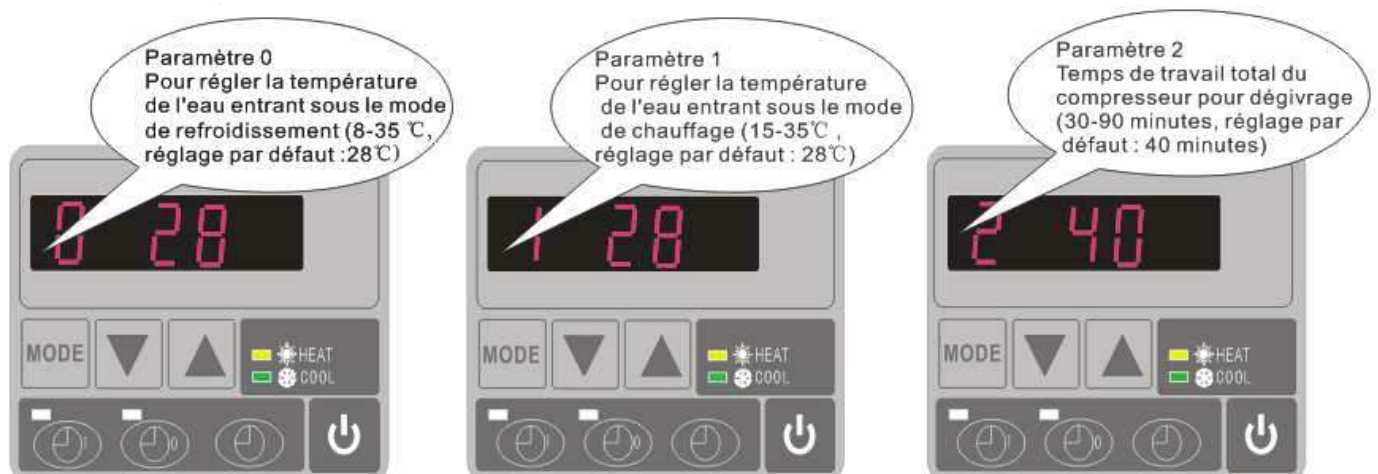 Paramètre 0
Pour régler la température
de l'eau entrant sous le mode
de refroidissement (8-35 ℃,
réglage par défaut :28℃)
0 28
MODE
HEAT
COOL
Paramètre 1
Pour régler la température
de l'eau entrant sous le mode
de chauffage (15-35℃ ,
réglage par défaut : 28℃)
1 28
MODE
HEAT
COOL
Paramètre 2
Temps de travail total du
compresseur pour dégivrage
(30-90 minutes, réglage par
défaut : 40 minutes)
2 40
MODE
HEAT
COOL